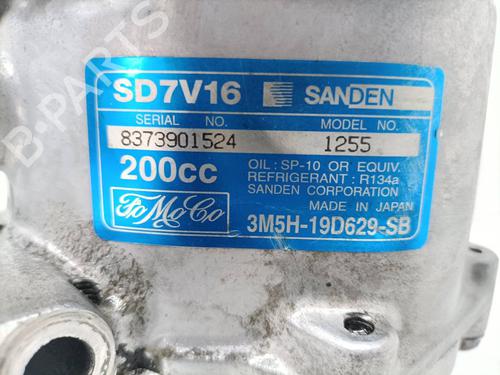 SD7V16 SANDEN
SERIAL NO. MODEL NO.
8373901524 1255
200cc OIL : SP-10 OR EQUIV.
REFRIGERANT : R134a
SANDEN CORPORATION
MADE IN JAPAN
FoMoCo 3M5H-19D629-SB